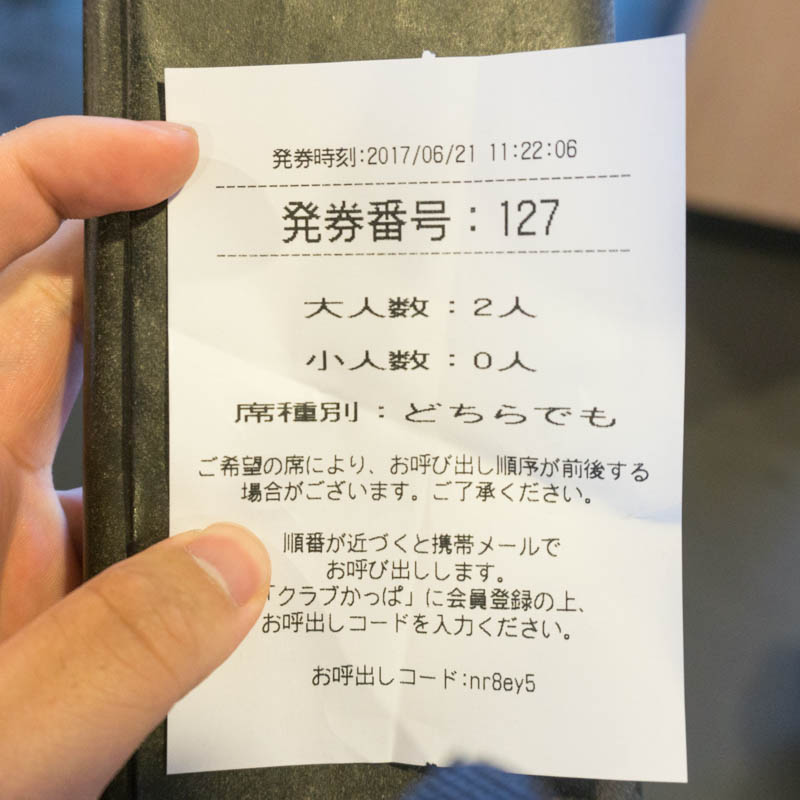 発券時刻:2017/06/21 11:22:06
発券番号：127
大人数：2人
小人数：0人
席種別：どちらでも
ご希望の席により、お呼び出し順序が前後する
場合がございます。ご了承ください。
順番が近づくと携帯メールで
お呼び出しします。
「クラブかっぱ」に会員登録の上、
お呼出しコードを入力ください。
お呼出しコード:nr8ey5